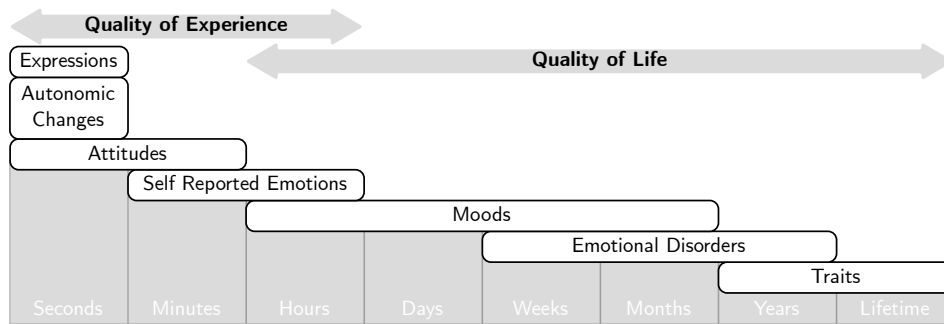 Quality of Experience
Expressions
Quality of Life
Autonomic
Changes
Attitudes
Self Reported Emotions
Moods
Emotional Disorders
Traits
Seconds Minutes Hours Days Weeks Months Years Lifetime